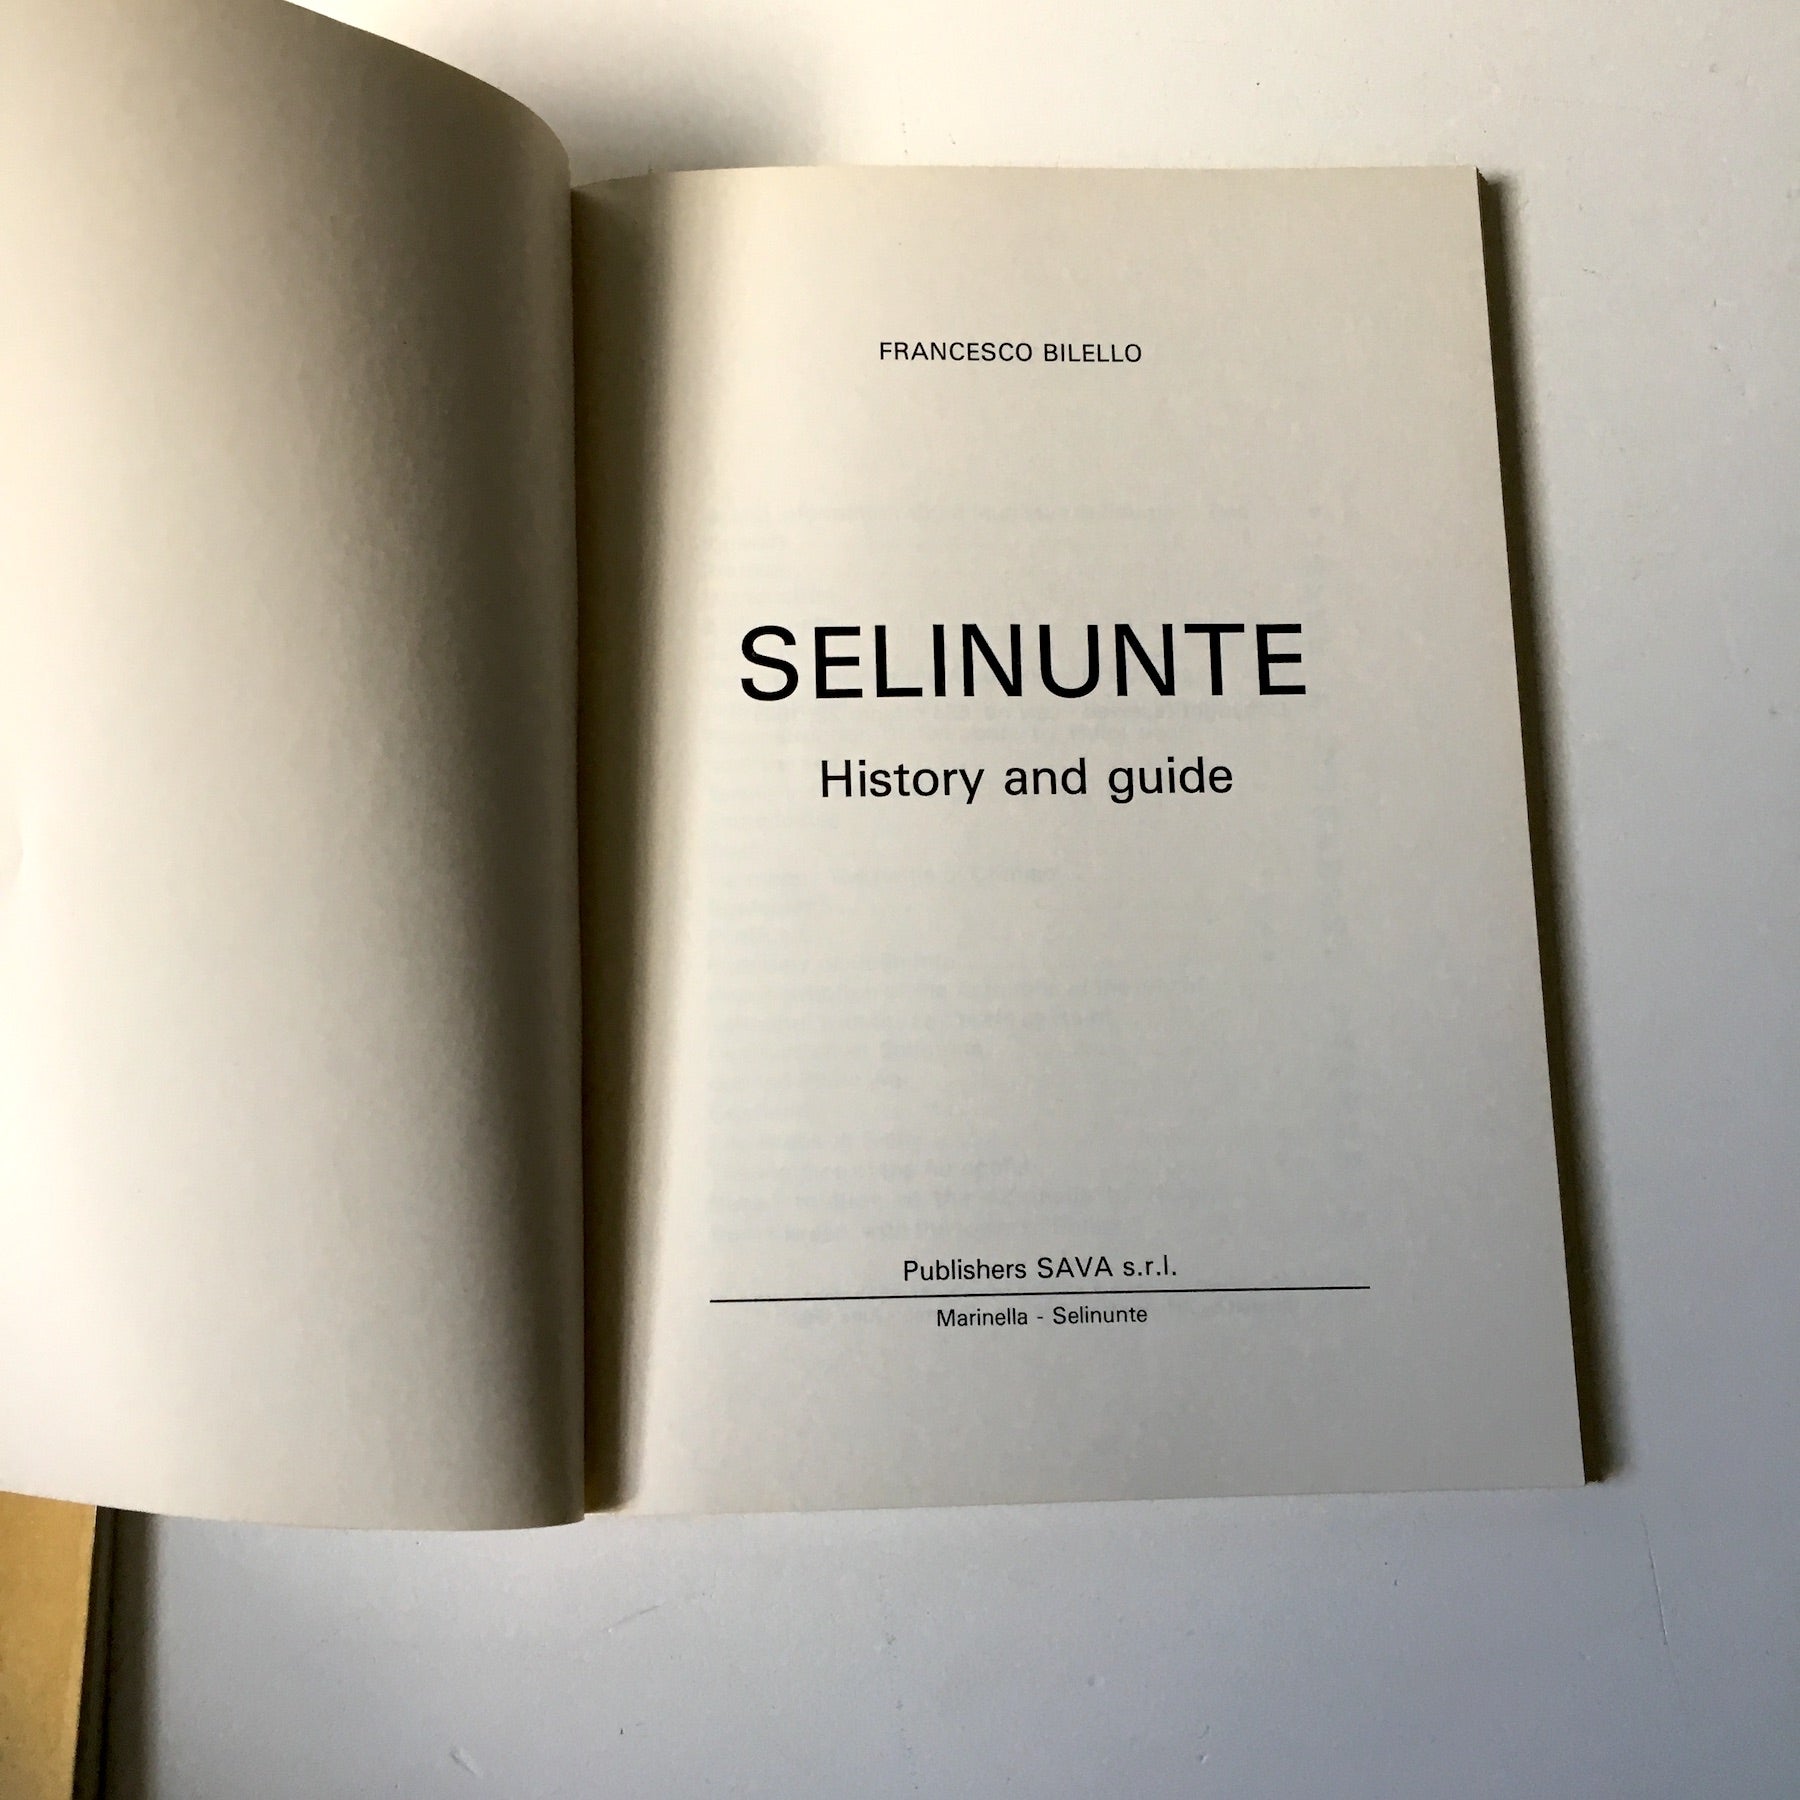 FRANCESCO BILELLO
SELINUNTE
History and guide
Publishers SAVA s.r.l.
Marinella - Selinunte